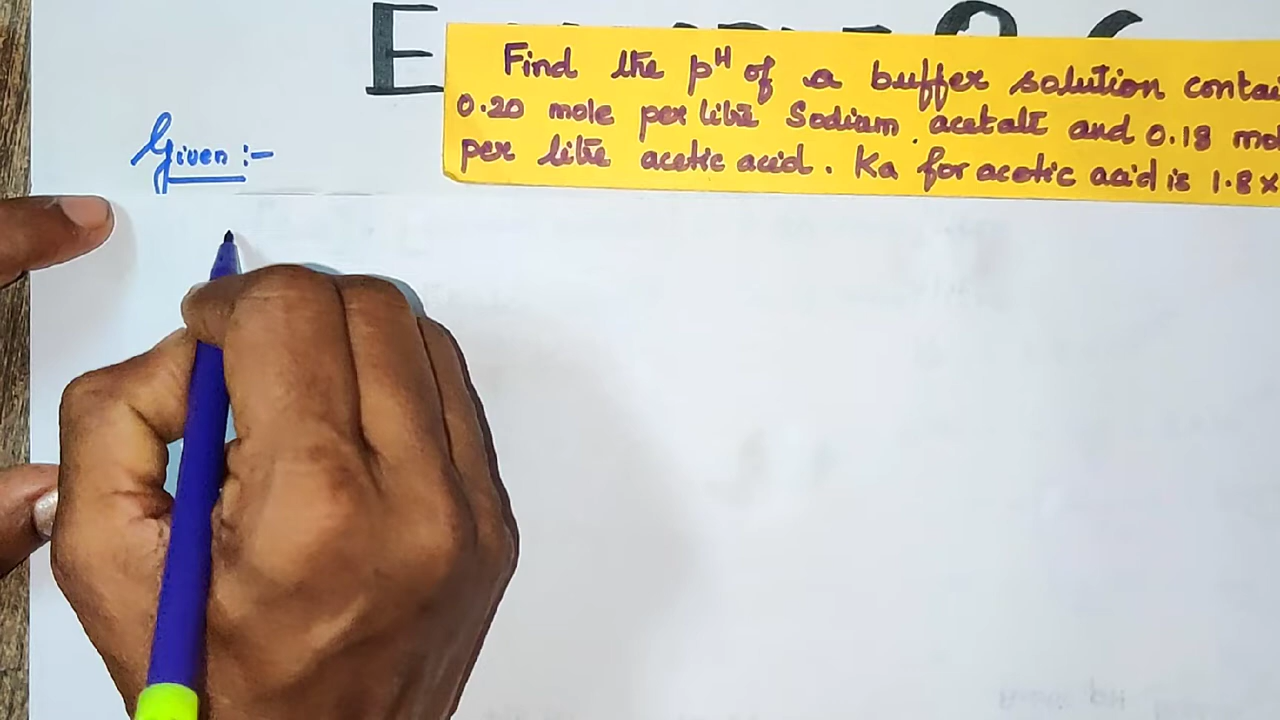 E
Find the pH of a buffer solution contai
0.20 mole per litre Sodium acetate and 0.18 mo
per litre acetic acid. Ka for acetic acid is 1.8 ×
Given :-